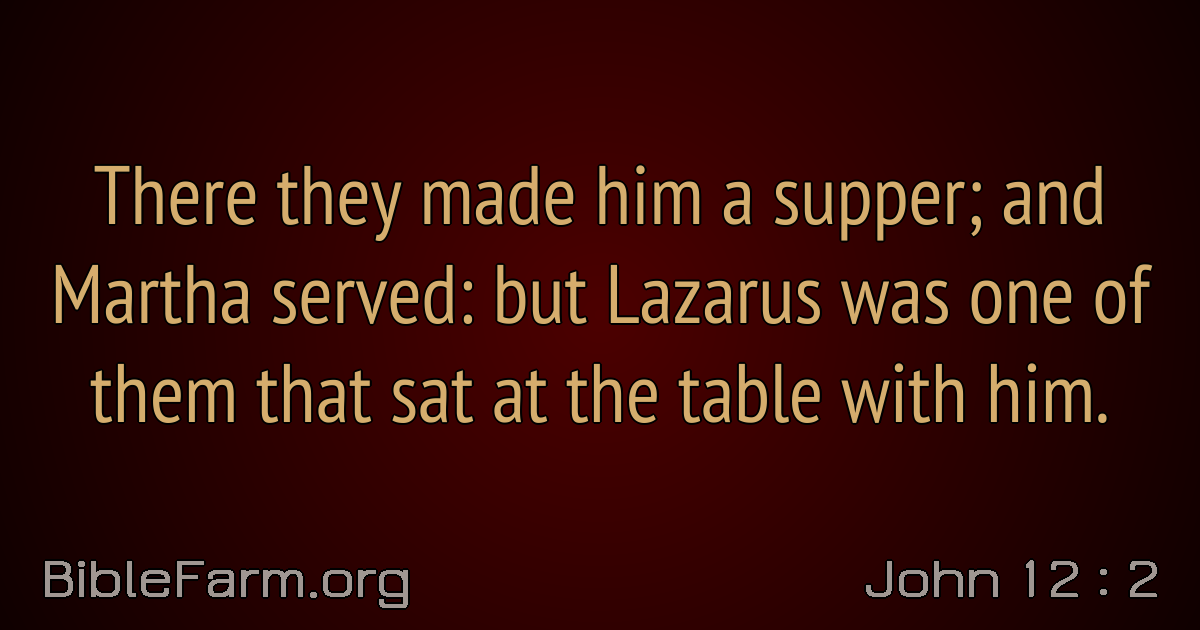 There they made him a supper; and
Martha served: but Lazarus was one of
them that sat at the table with him.
BibleFarm.org
John 12 : 2